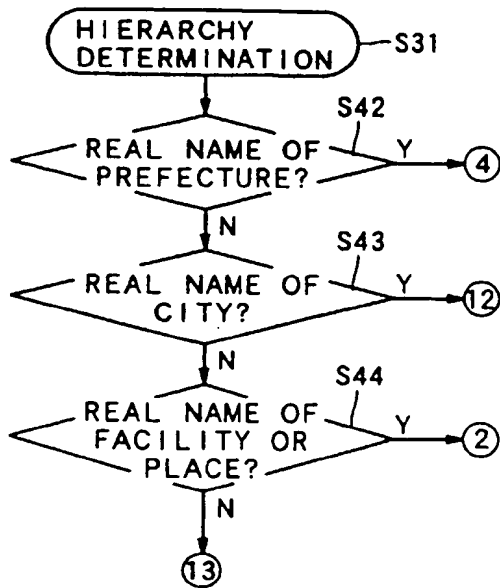 HIERARCHY
DETERMINATION
S31
S42
REAL NAME OF
PREFECTURE?
Y
4
N
S43
REAL NAME OF
CITY?
Y
12
N
S44
REAL NAME OF
FACILITY OR
PLACE?
Y
2
N
13